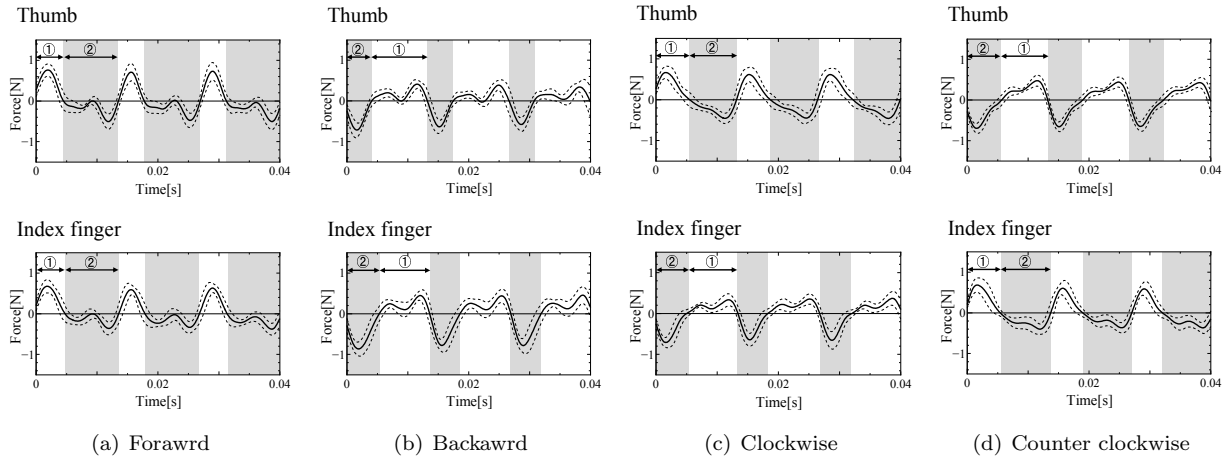 Thumb
① ②
1
0
−1
Force[N]
0 0.02 0.04
Time[s]
Thumb
② ①
1
0
−1
Force[N]
0 0.02 0.04
Time[s]
Thumb
① ②
1
0
−1
Force[N]
0 0.02 0.04
Time[s]
Thumb
② ①
1
0
−1
Force[N]
0 0.02 0.04
Time[s]
Index finger
① ②
1
0
−1
Force[N]
0 0.02 0.04
Time[s]
Index finger
② ①
1
0
−1
Force[N]
0 0.02 0.04
Time[s]
Index finger
② ①
1
0
−1
Force[N]
0 0.02 0.04
Time[s]
Index finger
① ②
1
0
−1
Force[N]
0 0.02 0.04
Time[s]
(a) Forawrd
(b) Backawrd
(c) Clockwise
(d) Counter clockwise